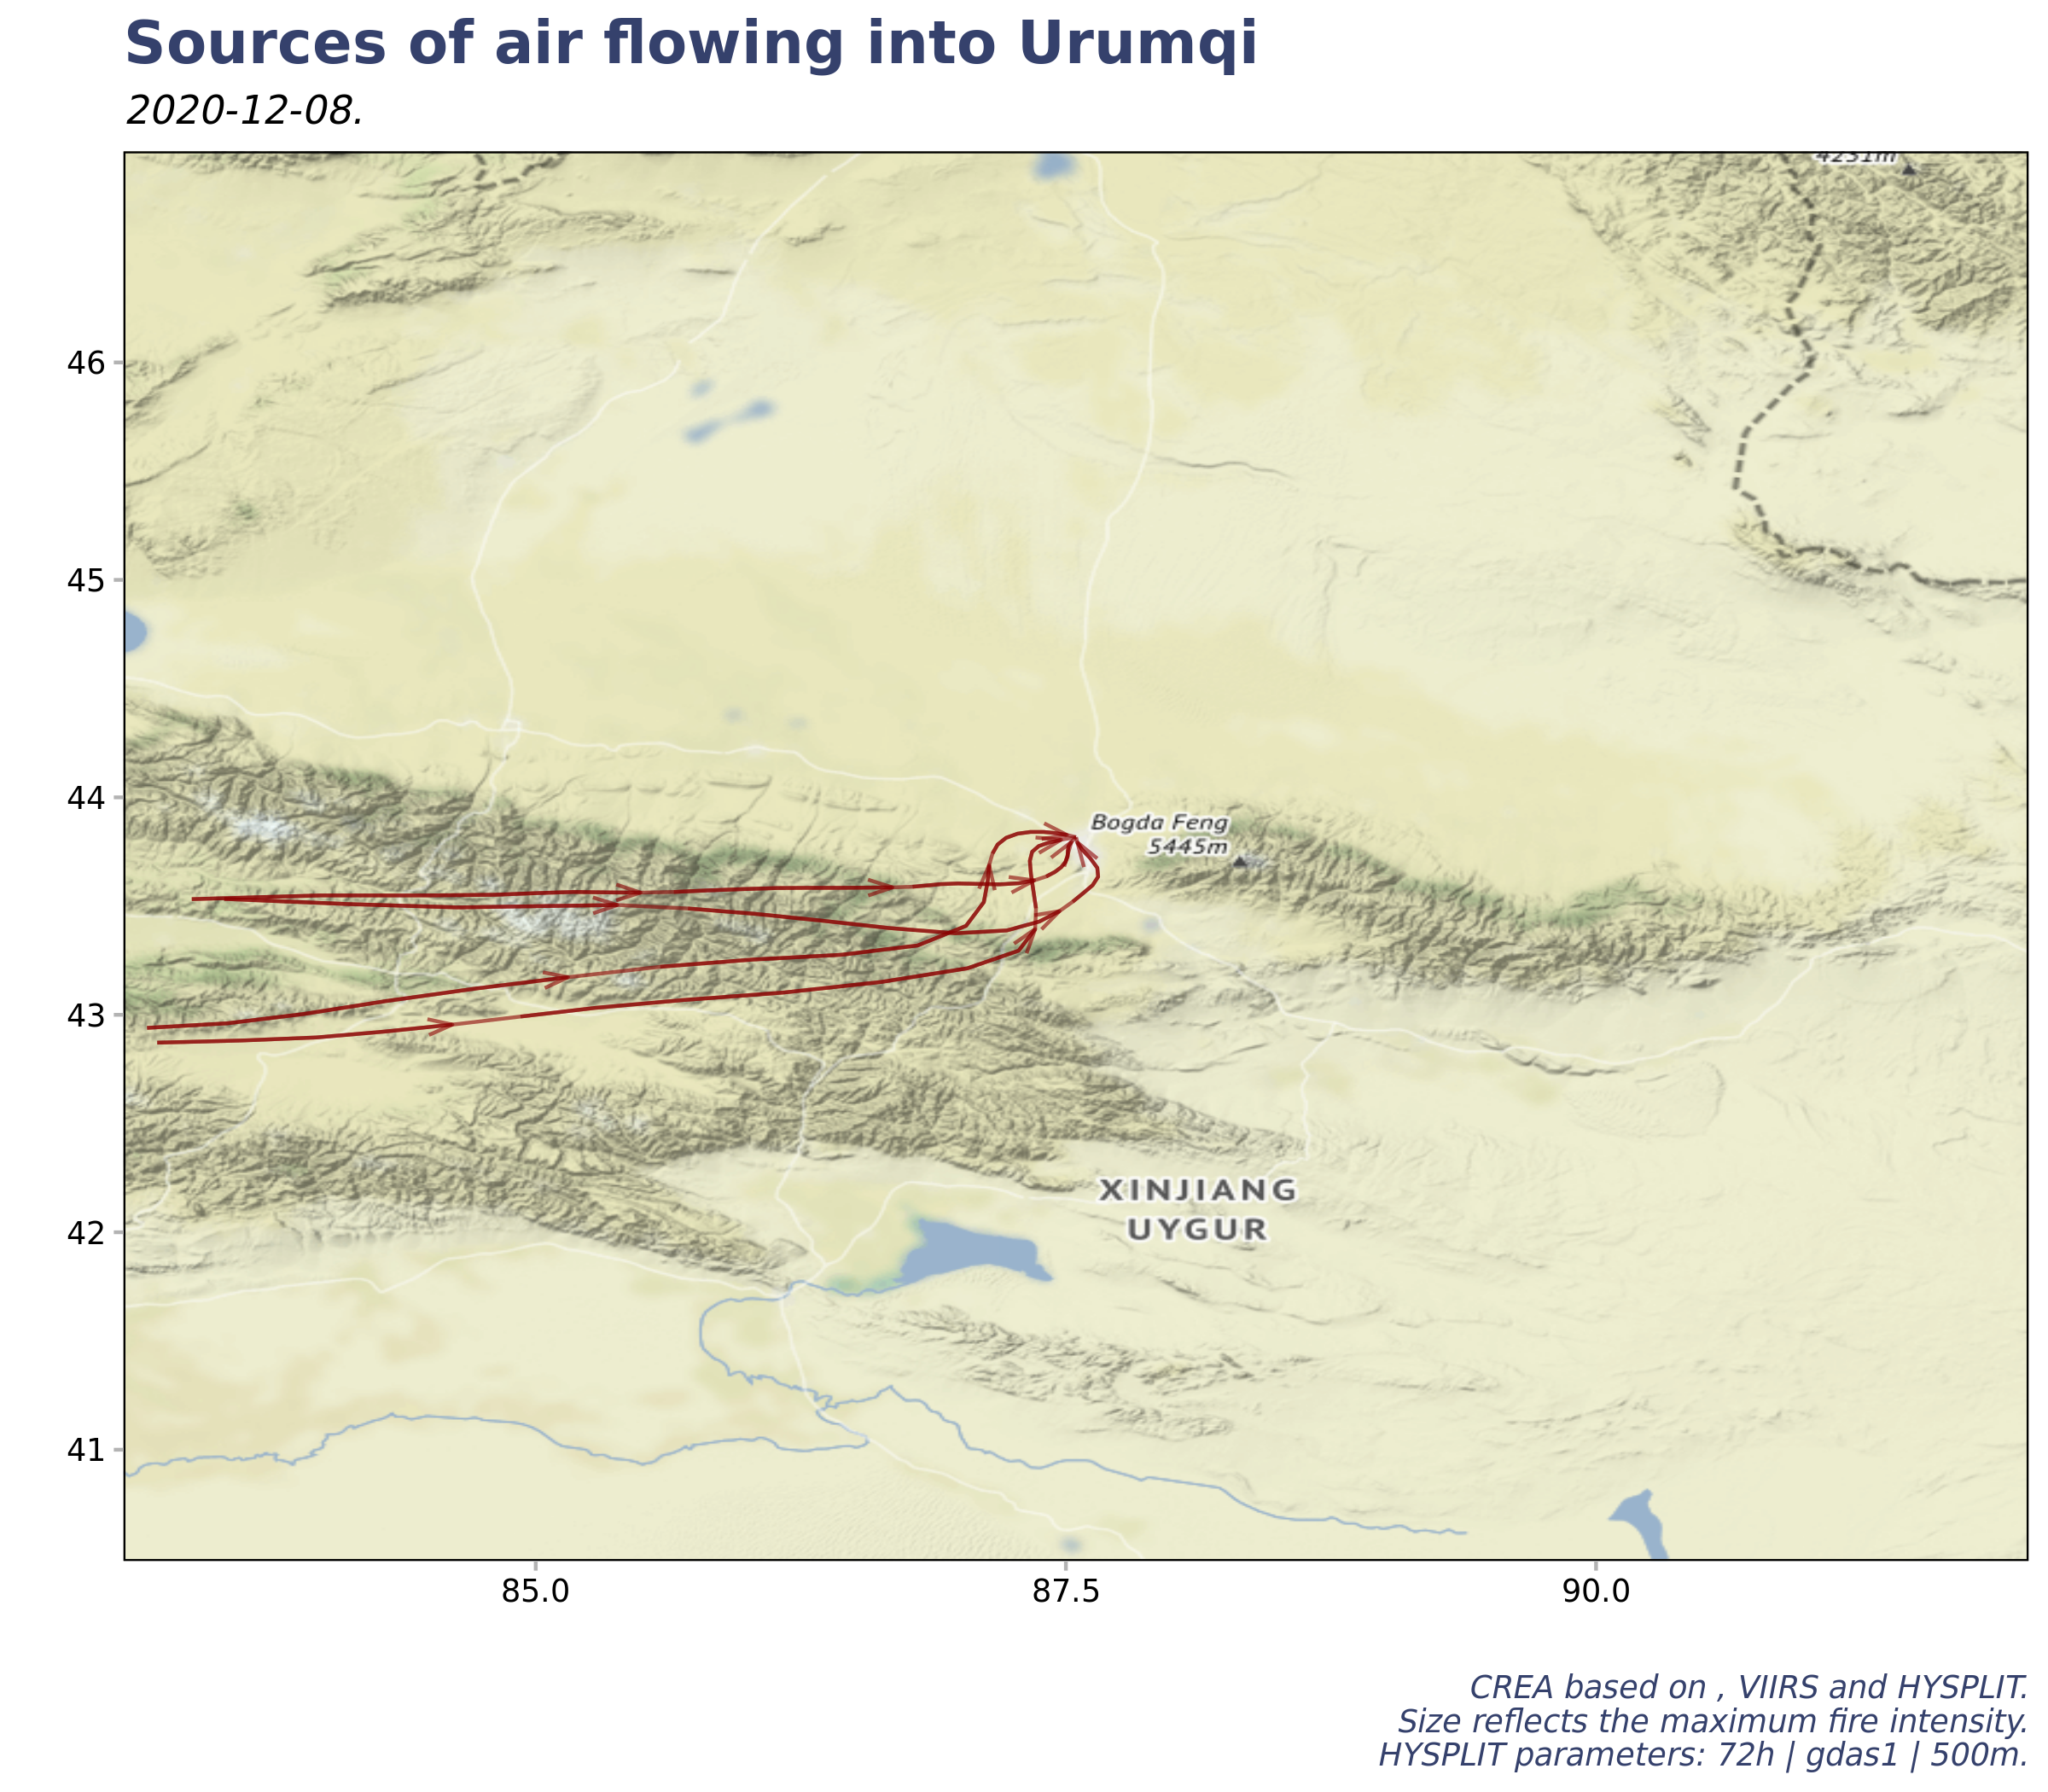 Sources of air flowing into Urumqi
2020-12-08.
4231m
46
45
44
Bogda Feng
5445m
43
XINJIANG
UYGUR
42
41
85.0 87.5 90.0
CREA based on , VIIRS and HYSPLIT.
Size reflects the maximum fire intensity.
HYSPLIT parameters: 72h | gdas1 | 500m.